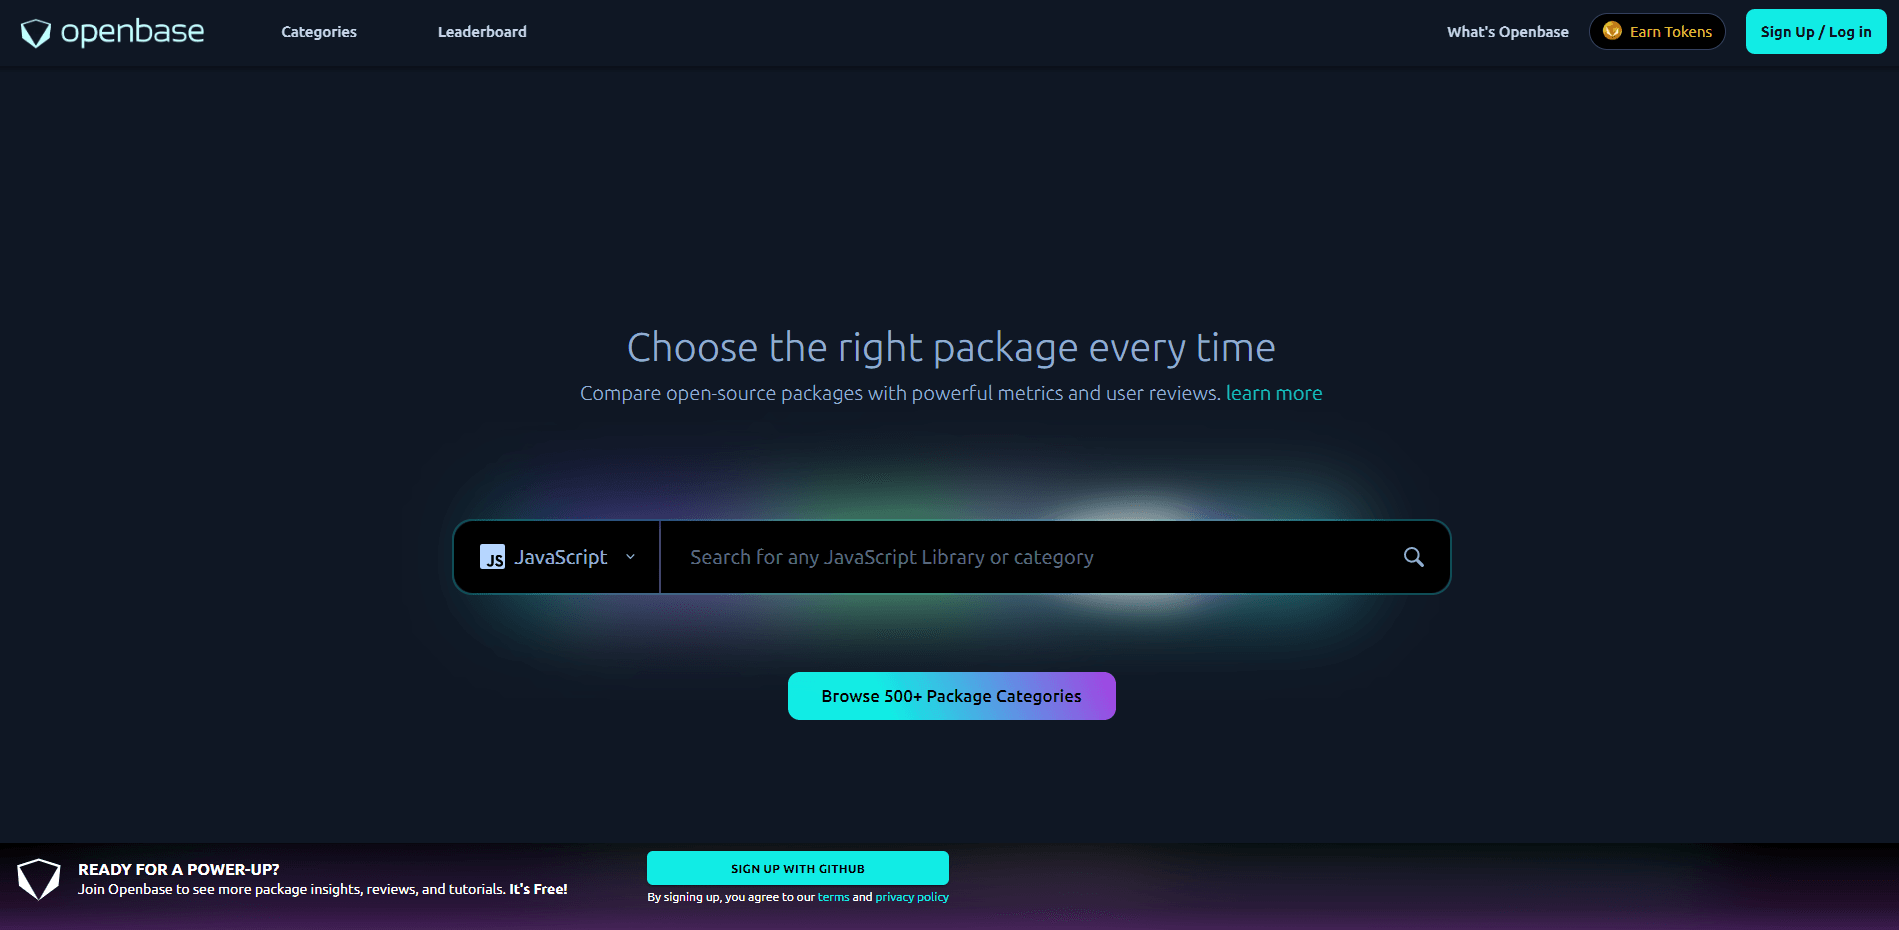 openbase
Categories
Leaderboard
What's Openbase
Earn Tokens
Sign Up / Log in
Choose the right package every time
Compare open-source packages with powerful metrics and user reviews. learn more
JS JavaScript
Search for any JavaScript Library or category
Browse 500+ Package Categories
READY FOR A POWER-UP?
Join Openbase to see more package insights, reviews, and tutorials. It's Free!
SIGN UP WITH GITHUB
By signing up, you agree to our terms and privacy policy